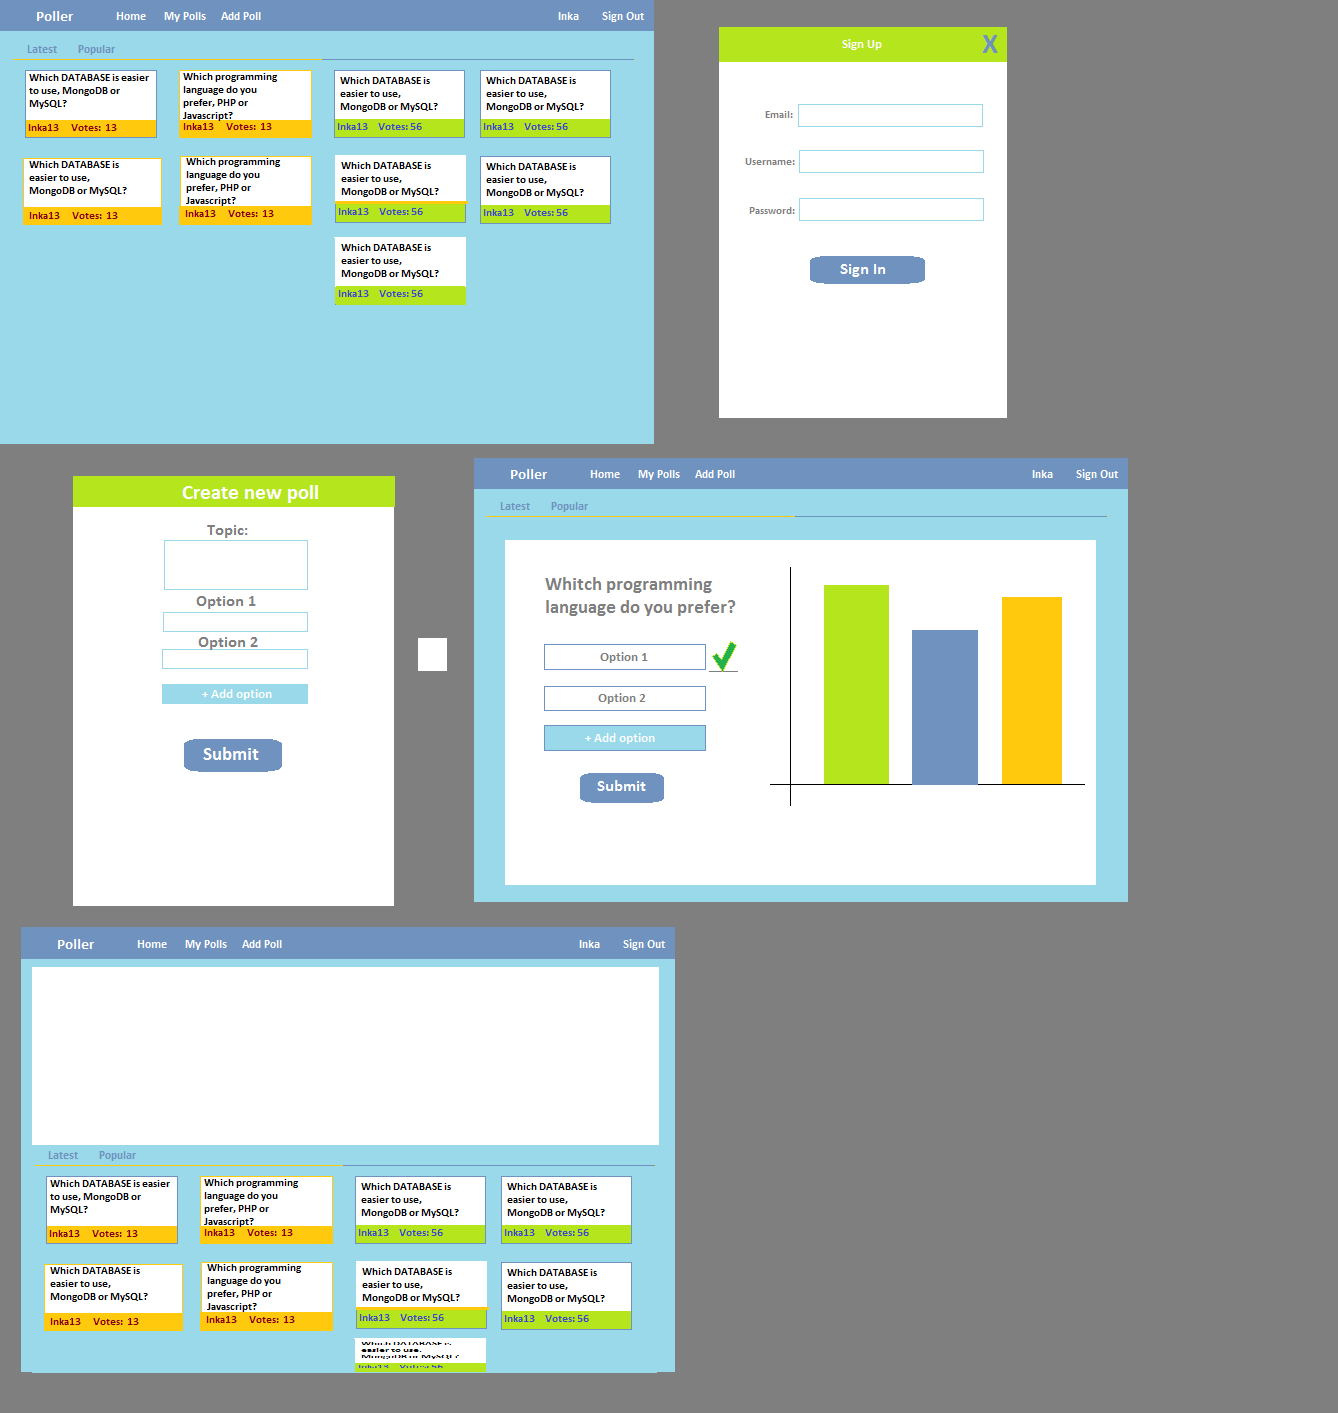 Poller Home My Polls Add Poll Inka Sign Out
Latest Popular
Which DATABASE is easier
to use, MongoDB or
MySQL?
Inka13 Votes: 13
Which programming
language do you
prefer, PHP or
Javascript?
Inka13 Votes: 13
Which DATABASE is
easier to use,
MongoDB or MySQL?
Inka13 Votes: 56
Which DATABASE is
easier to use,
MongoDB or MySQL?
Inka13 Votes: 56
Which DATABASE is
easier to use,
MongoDB or MySQL?
Inka13 Votes: 13
Which programming
language do you
prefer, PHP or
Javascript?
Inka13 Votes: 13
Which DATABASE is
easier to use,
MongoDB or MySQL?
Inka13 Votes: 56
Which DATABASE is
easier to use,
MongoDB or MySQL?
Inka13 Votes: 56
Which DATABASE is
easier to use,
MongoDB or MySQL?
Inka13 Votes: 56
Sign Up X
Email:
Username:
Password:
Sign In
Create new poll
Topic:
Option 1
Option 2
+ Add option
Submit
Poller Home My Polls Add Poll Inka Sign Out
Latest Popular
Whitch programming
language do you prefer?
Option 1
Option 2
+ Add option
Submit
Poller Home My Polls Add Poll Inka Sign Out
Latest Popular
Which DATABASE is easier
to use, MongoDB or
MySQL?
Inka13 Votes: 13
Which programming
language do you
prefer, PHP or
Javascript?
Inka13 Votes: 13
Which DATABASE is
easier to use,
MongoDB or MySQL?
Inka13 Votes: 56
Which DATABASE is
easier to use,
MongoDB or MySQL?
Inka13 Votes: 56
Which DATABASE is
easier to use,
MongoDB or MySQL?
Inka13 Votes: 13
Which programming
language do you
prefer, PHP or
Javascript?
Inka13 Votes: 13
Which DATABASE is
easier to use,
MongoDB or MySQL?
Inka13 Votes: 56
Which DATABASE is
easier to use,
MongoDB or MySQL?
Inka13 Votes: 56
Which DATABASE is
easier to use,
MongoDB or MySQL?
Inka13 Votes: 56